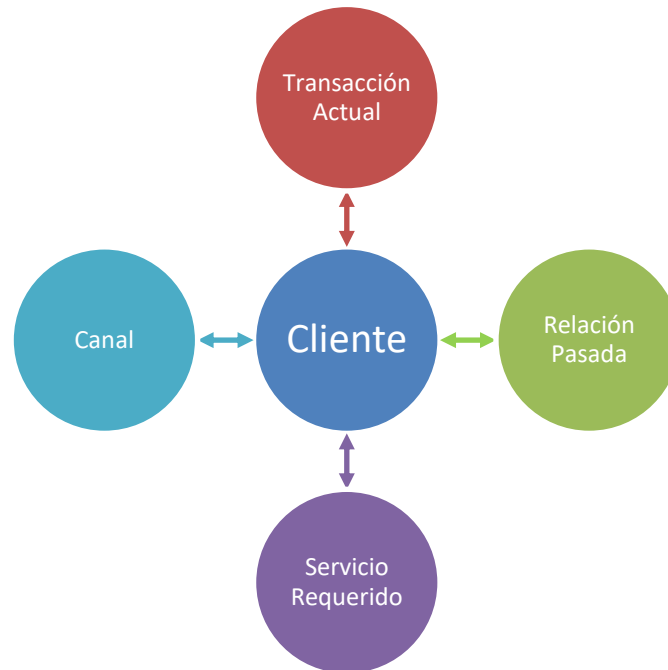 Transacción
Actual
Canal
Cliente
Relación
Pasada
Servicio
Requerido